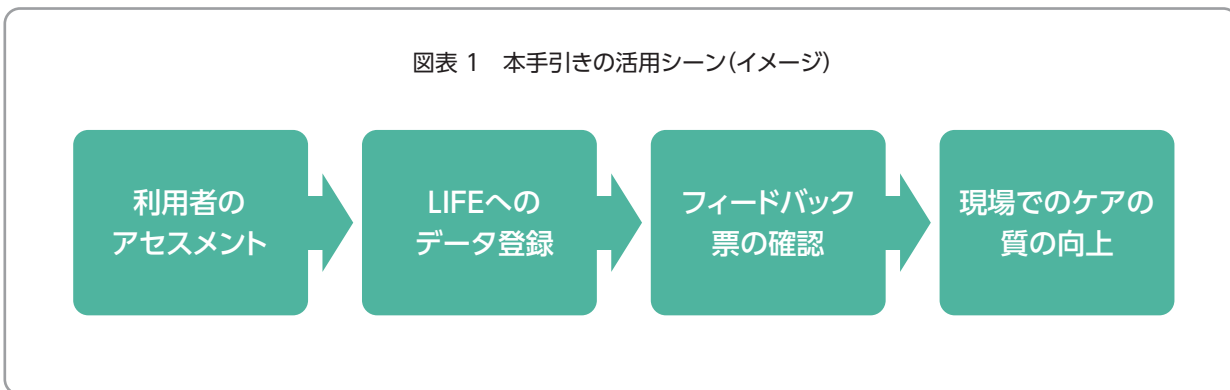 図表 1　本手引きの活用シーン(イメージ)
利用者の
アセスメント
LIFEへの
データ登録
フィードバック
票の確認
現場でのケアの
質の向上